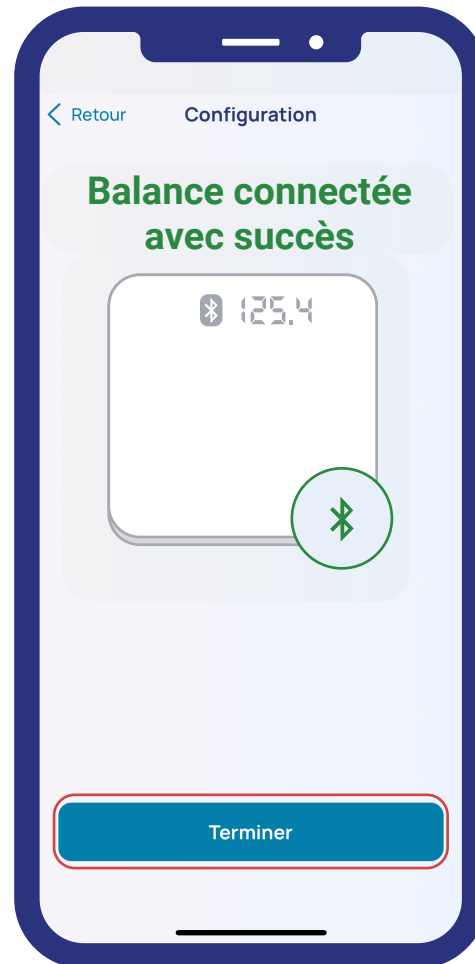 Retour
Configuration
Balance connectée
avec succès
125.4
Terminer